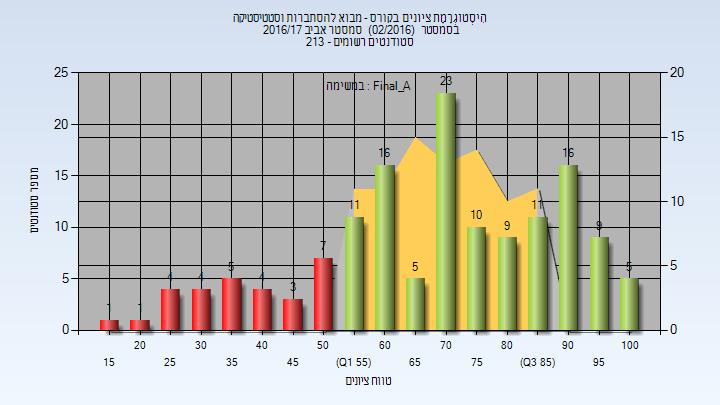 היסטוגרמת ציונים בקורס - מבוא להסתברות וסטטיסטיקה
בסמסטר (02/2016) סמסטר אביב 2016/17
סטודנטים רשומים - 213
במשימה : Final_A
25 20 15 10 5 0
מספר סטודנטים
20 15 10 5 0
1 1 4 4 5 4 3 7 11 16 5 23 10 9 11 16 9 5
20 30 40 50 60 70 80 90 100
15 25 35 45 (Q1 55) 65 75 (Q3 85) 95
טווח ציונים